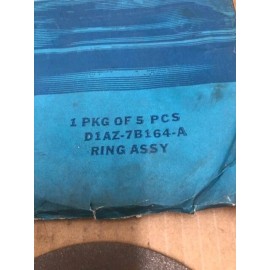 1 PKG OF 5 PCS
D1AZ-7B164-A
RING ASSY